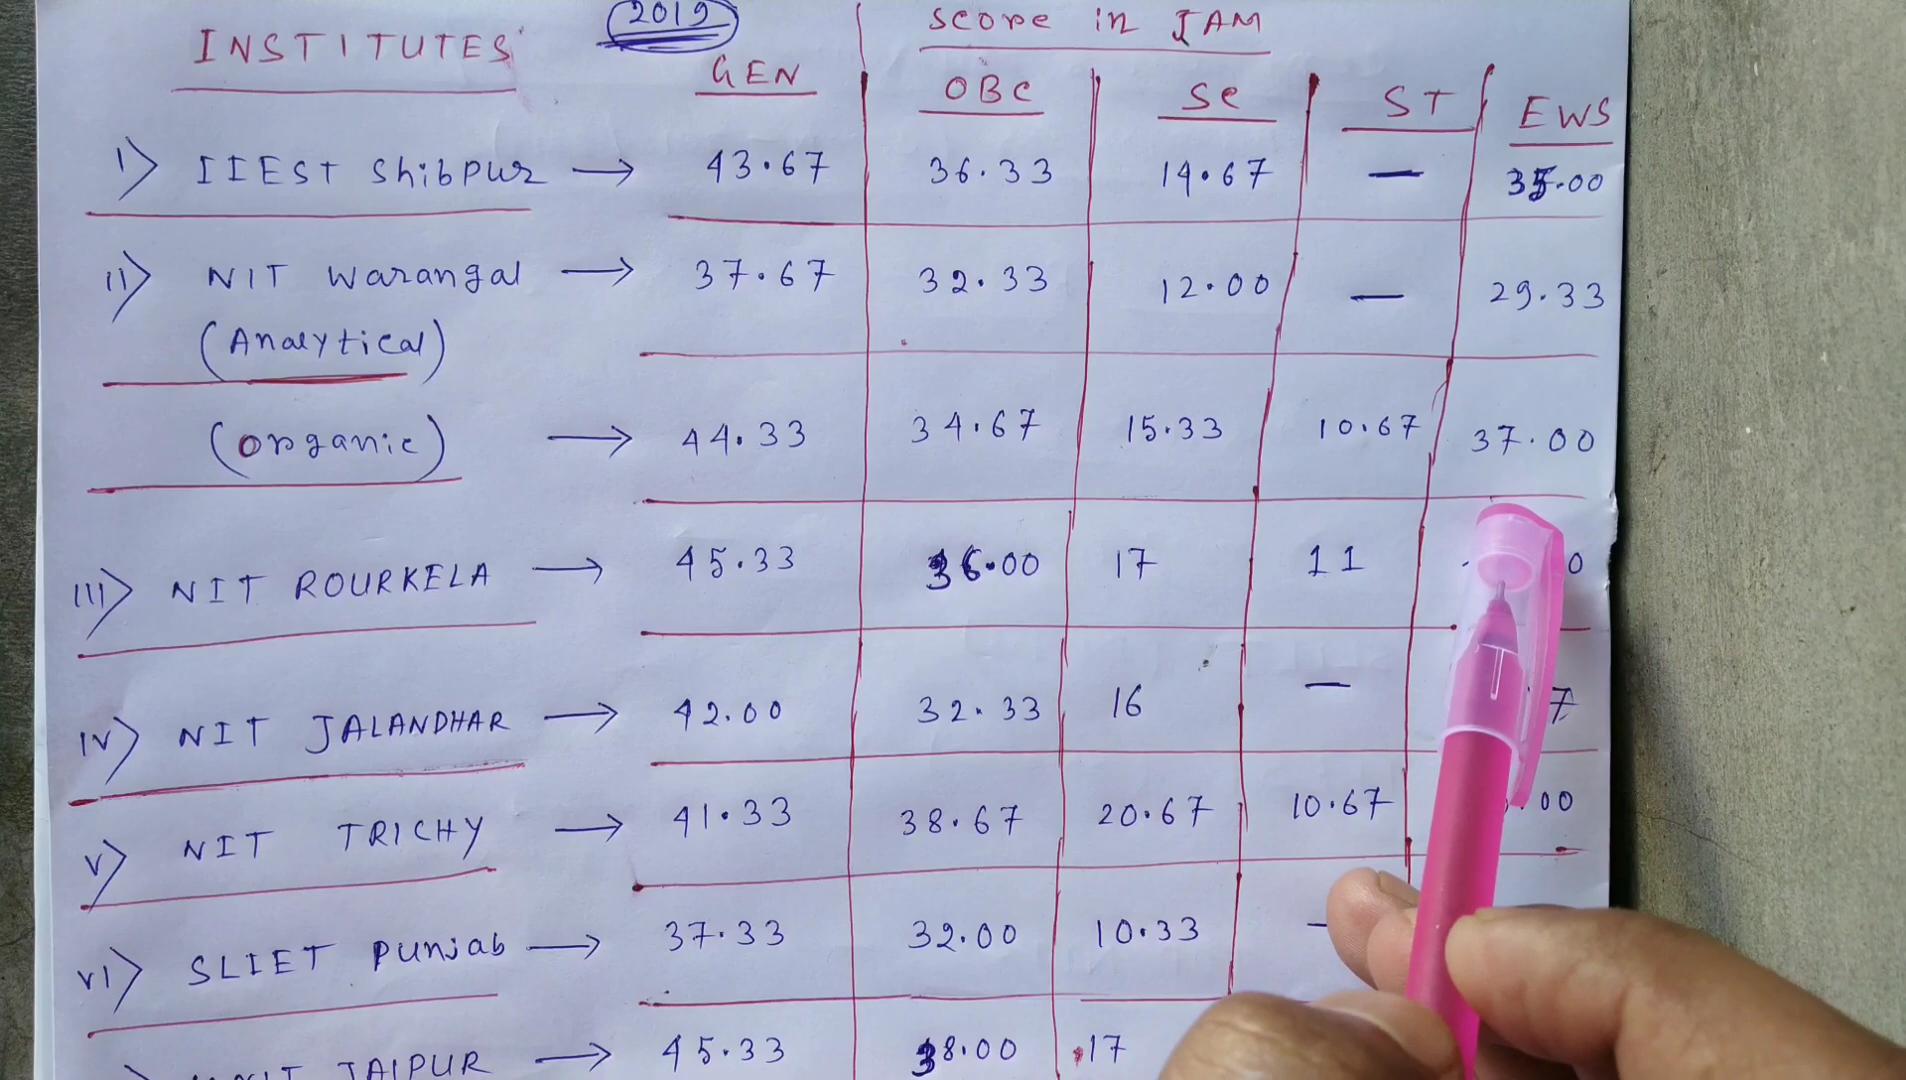 INSTITUTES 2019 Score in JAM
GEN OBC SC ST EWS
I) IIEST Shibpur → 43.67 36.33 14.67 — 35.00
II) NIT Warangal → 37.67 32.33 12.00 — 29.33
(Analytical)
(Organic) → 44.33 34.67 15.33 10.67 37.00
III) NIT ROURKELA → 45.33 36.00 17 11
IV) NIT JALANDHAR → 42.00 32.33 16 —
V) NIT TRICHY → 41.33 38.67 20.67 10.67
VI) SLIET Punjab → 37.33 32.00 10.33 —
JAIPUR → 45.33 38.00 17